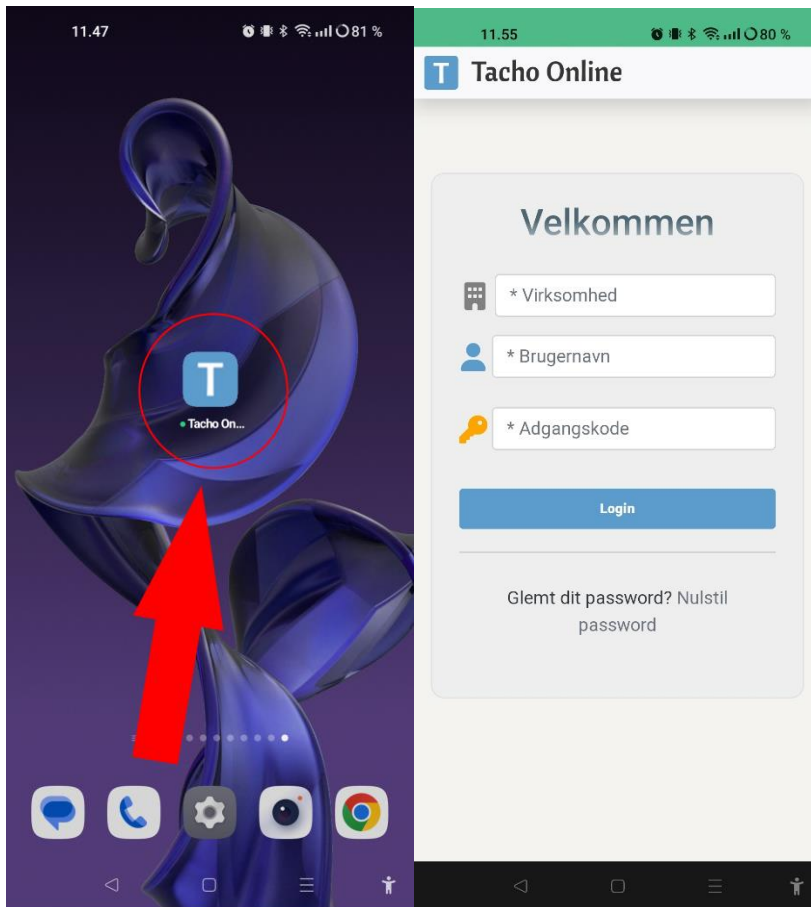 11.47
81 %
T
Tacho On...
11.55
80 %
T Tacho Online
Velkommen
* Virksomhed
* Brugernavn
* Adgangskode
Login
Glemt dit password? Nulstil
password